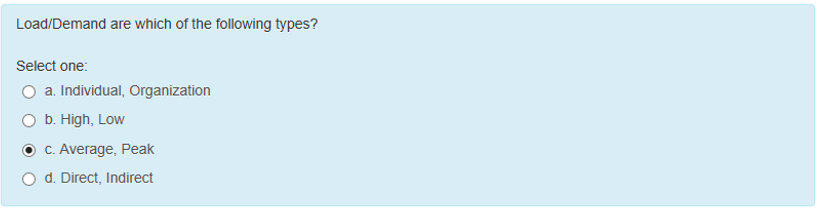 Load/Demand are which of the following types?
Select one:
a. Individual, Organization
b. High, Low
c. Average, Peak
d. Direct, Indirect